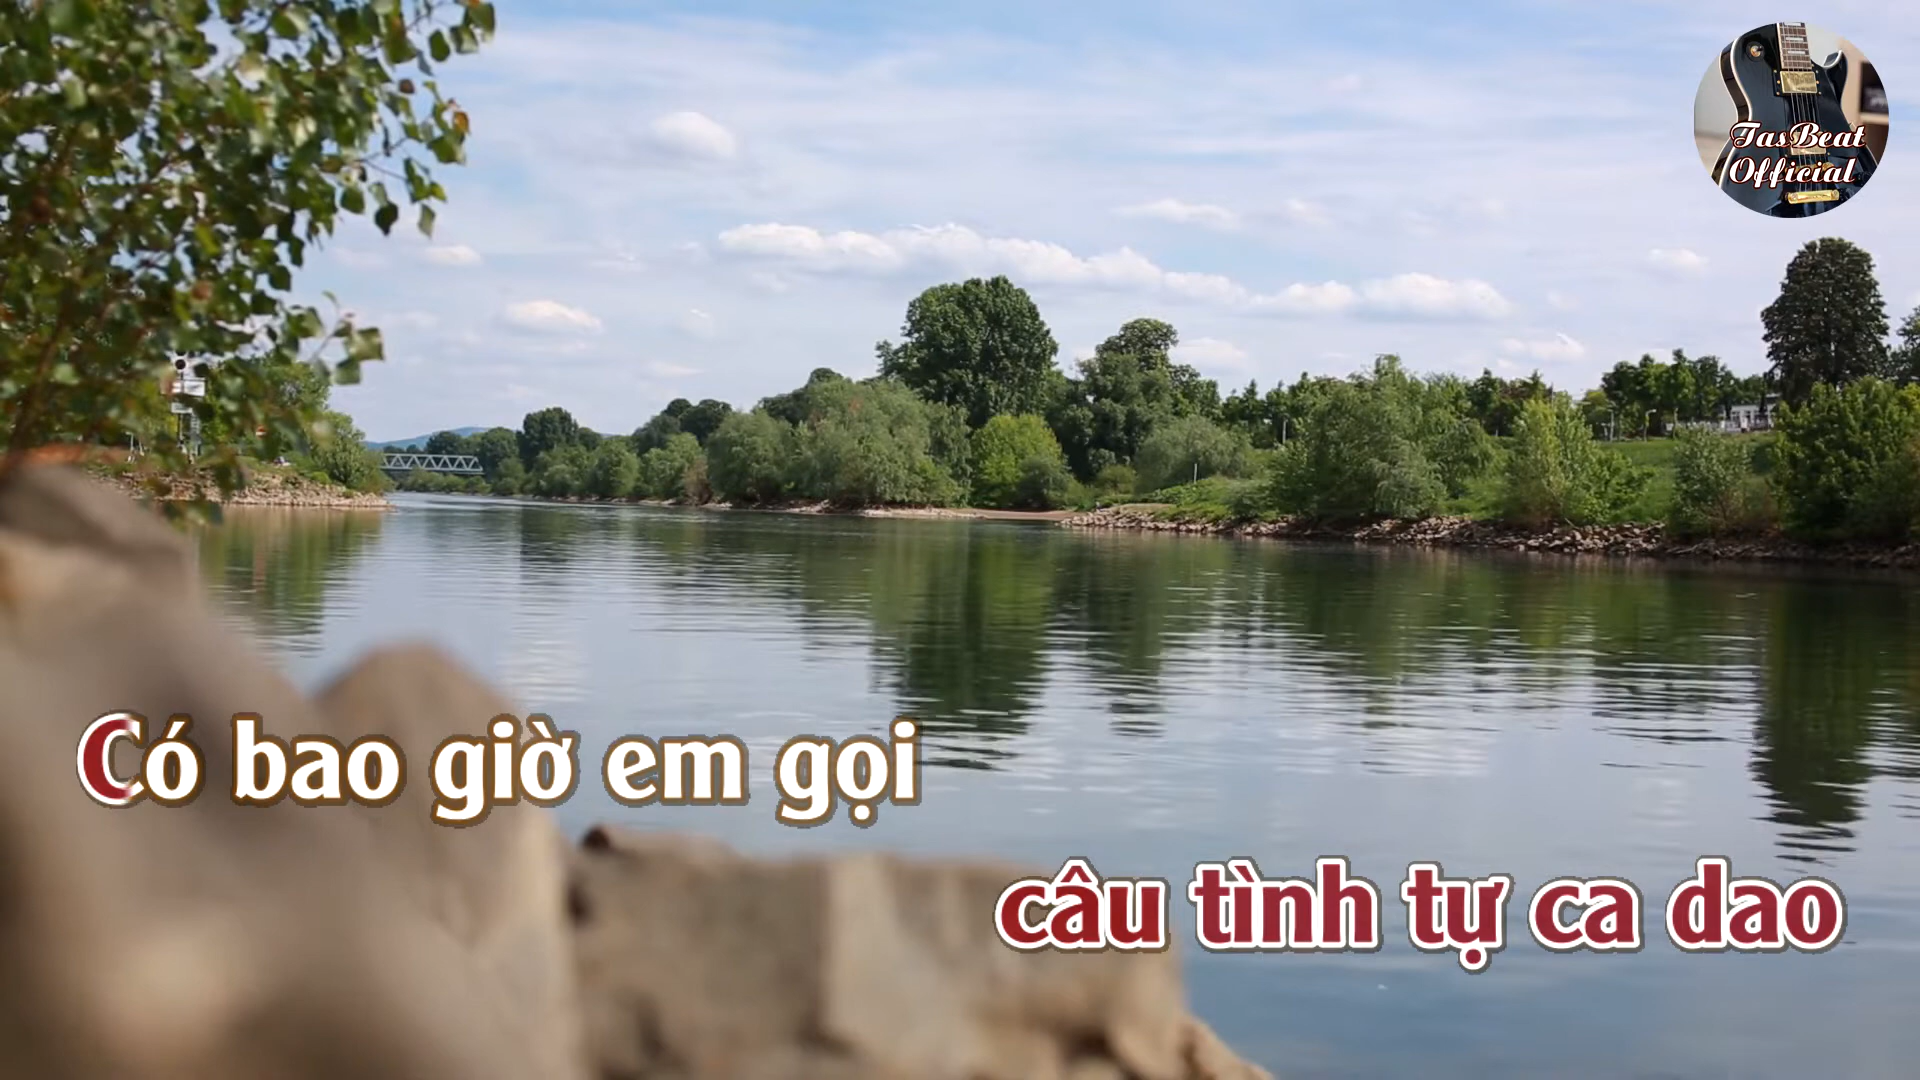 TasBeat
Official
Có bao giờ em gọi
câu tình tự ca dao